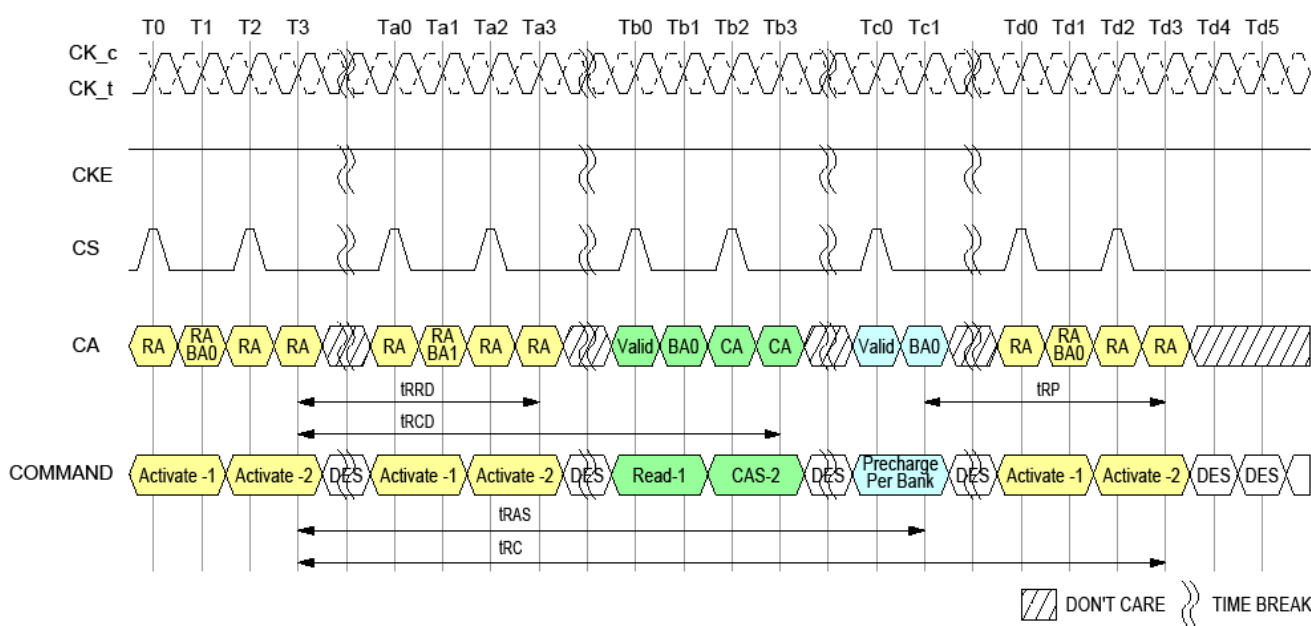 T0 T1 T2 T3 Ta0 Ta1 Ta2 Ta3 Tb0 Tb1 Tb2 Tb3 Tc0 Tc1 Td0 Td1 Td2 Td3 Td4 Td5
CK_c
CK_t
CKE
CS
CA RA RA BA0 RA RA RA RA BA1 RA RA Valid BA0 CA CA Valid BA0 RA RA BA0 RA RA
tRRD tRP
tRCD
COMMAND Activate -1 Activate -2 DES Activate -1 Activate -2 DES Read-1 CAS-2 DES Precharge Per Bank DES Activate -1 Activate -2 DES DES
tRAS
tRC
DON'T CARE TIME BREAK